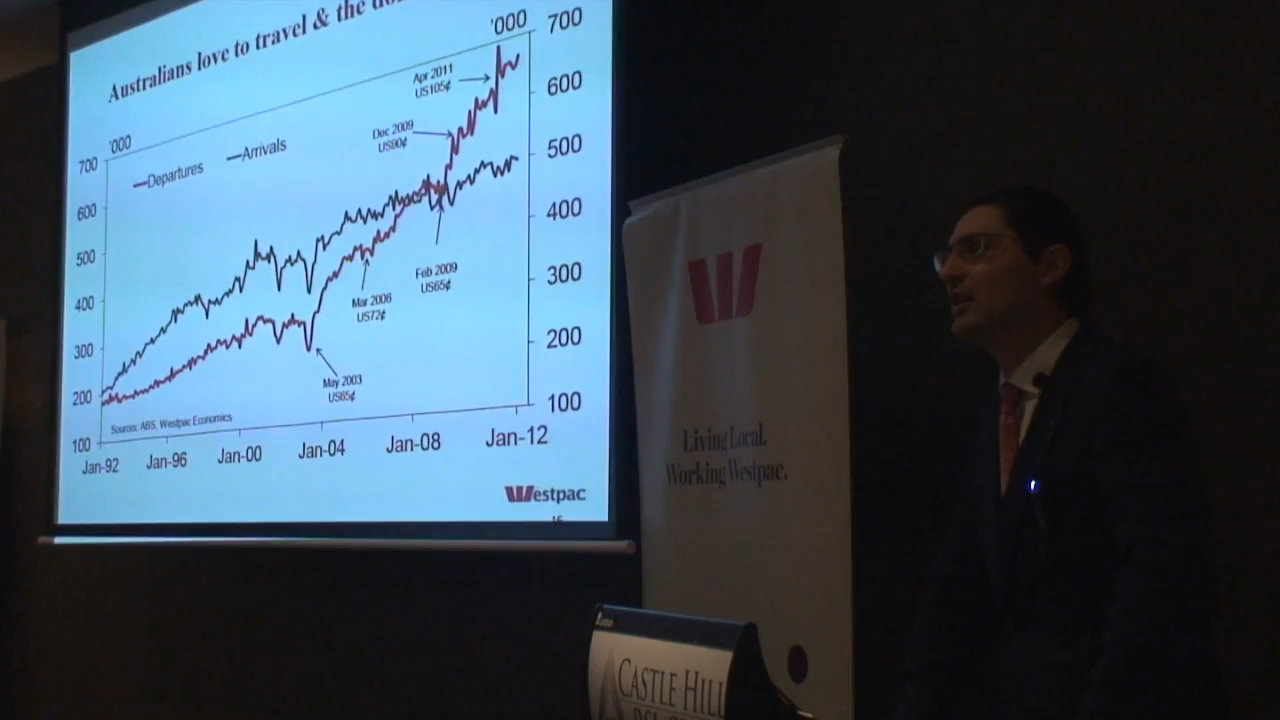 Australians love to travel & the
'000
700
600
500
400
300
200
100
'000
700
600
500
400
300
200
100
Departures
Arrivals
Apr 2011
US105¢
Dec 2009
US90¢
Feb 2009
US65¢
Mar 2006
US72¢
May 2003
US65¢
Sources: ABS, Westpac Economics
Jan-92
Jan-96
Jan-00
Jan-04
Jan-08
Jan-12
Westpac
16
Living Local.
Working Westpac.
CASTLE HILL